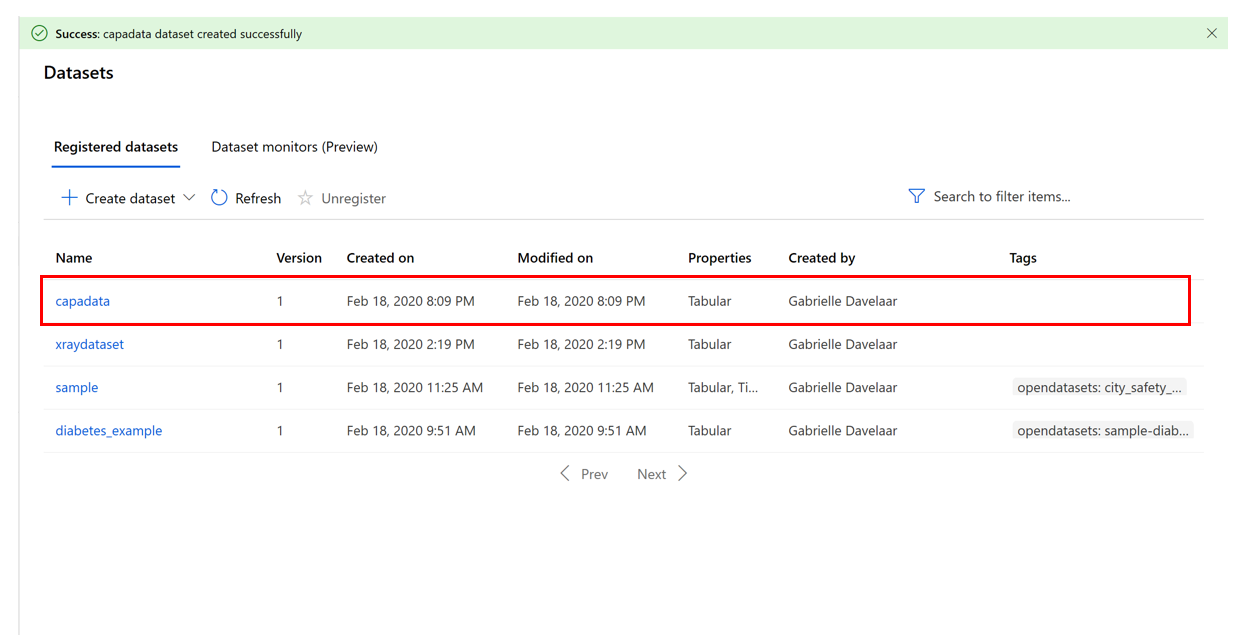 Success: capadata dataset created successfully
Datasets
Registered datasets Dataset monitors (Preview)
Create dataset Refresh Unregister Search to filter items...
Name Version Created on Modified on Properties Created by Tags
capadata 1 Feb 18, 2020 8:09 PM Feb 18, 2020 8:09 PM Tabular Gabrielle Davelaar
xraydataset 1 Feb 18, 2020 2:19 PM Feb 18, 2020 2:19 PM Tabular Gabrielle Davelaar
sample 1 Feb 18, 2020 11:25 AM Feb 18, 2020 11:25 AM Tabular, Ti... Gabrielle Davelaar opendatasets: city_safety_...
diabetes_example 1 Feb 18, 2020 9:51 AM Feb 18, 2020 9:51 AM Tabular Gabrielle Davelaar opendatasets: sample-diab...
Prev Next